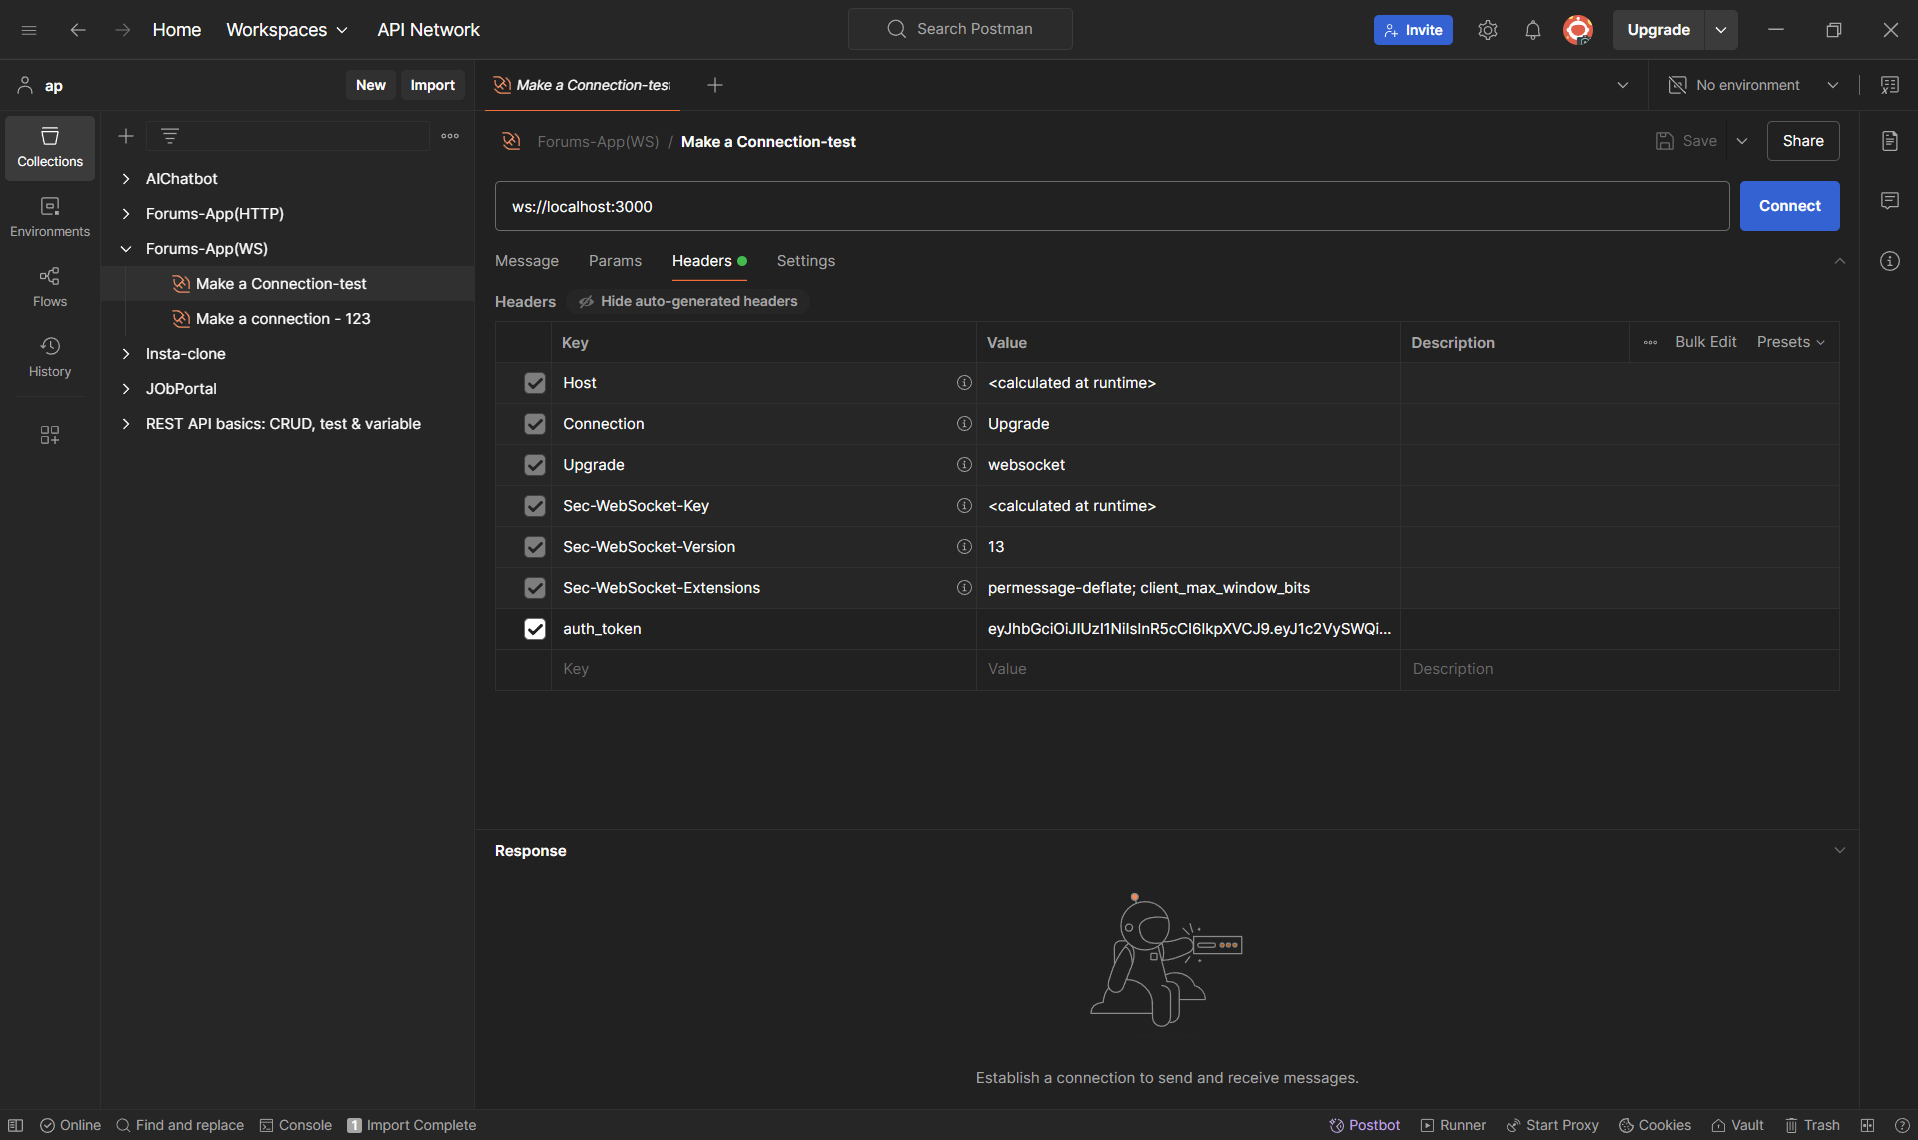 Home Workspaces API Network Search Postman Invite Upgrade
ap New Import Make a Connection-tes No environment
Collections
Environments
Flows
History
AIChatbot
Forums-App(HTTP)
Forums-App(WS)
Make a Connection-test
Make a connection - 123
Insta-clone
JObPortal
REST API basics: CRUD, test & variable
Forums-App(WS) / Make a Connection-test Save Share
ws://localhost:3000 Connect
Message Params Headers Settings
Headers Hide auto-generated headers
Key Value Description Bulk Edit Presets
Host <calculated at runtime>
Connection Upgrade
Upgrade websocket
Sec-WebSocket-Key <calculated at runtime>
Sec-WebSocket-Version 13
Sec-WebSocket-Extensions permessage-deflate; client_max_window_bits
auth_token eyJhbGciOiJIUzI1NiIsInR5cCI6IkpXVCJ9.eyJ1c2VySWQi...
Key Value Description
Response
Establish a connection to send and receive messages.
Online Find and replace Console 1 Import Complete Postbot Runner Start Proxy Cookies Vault Trash